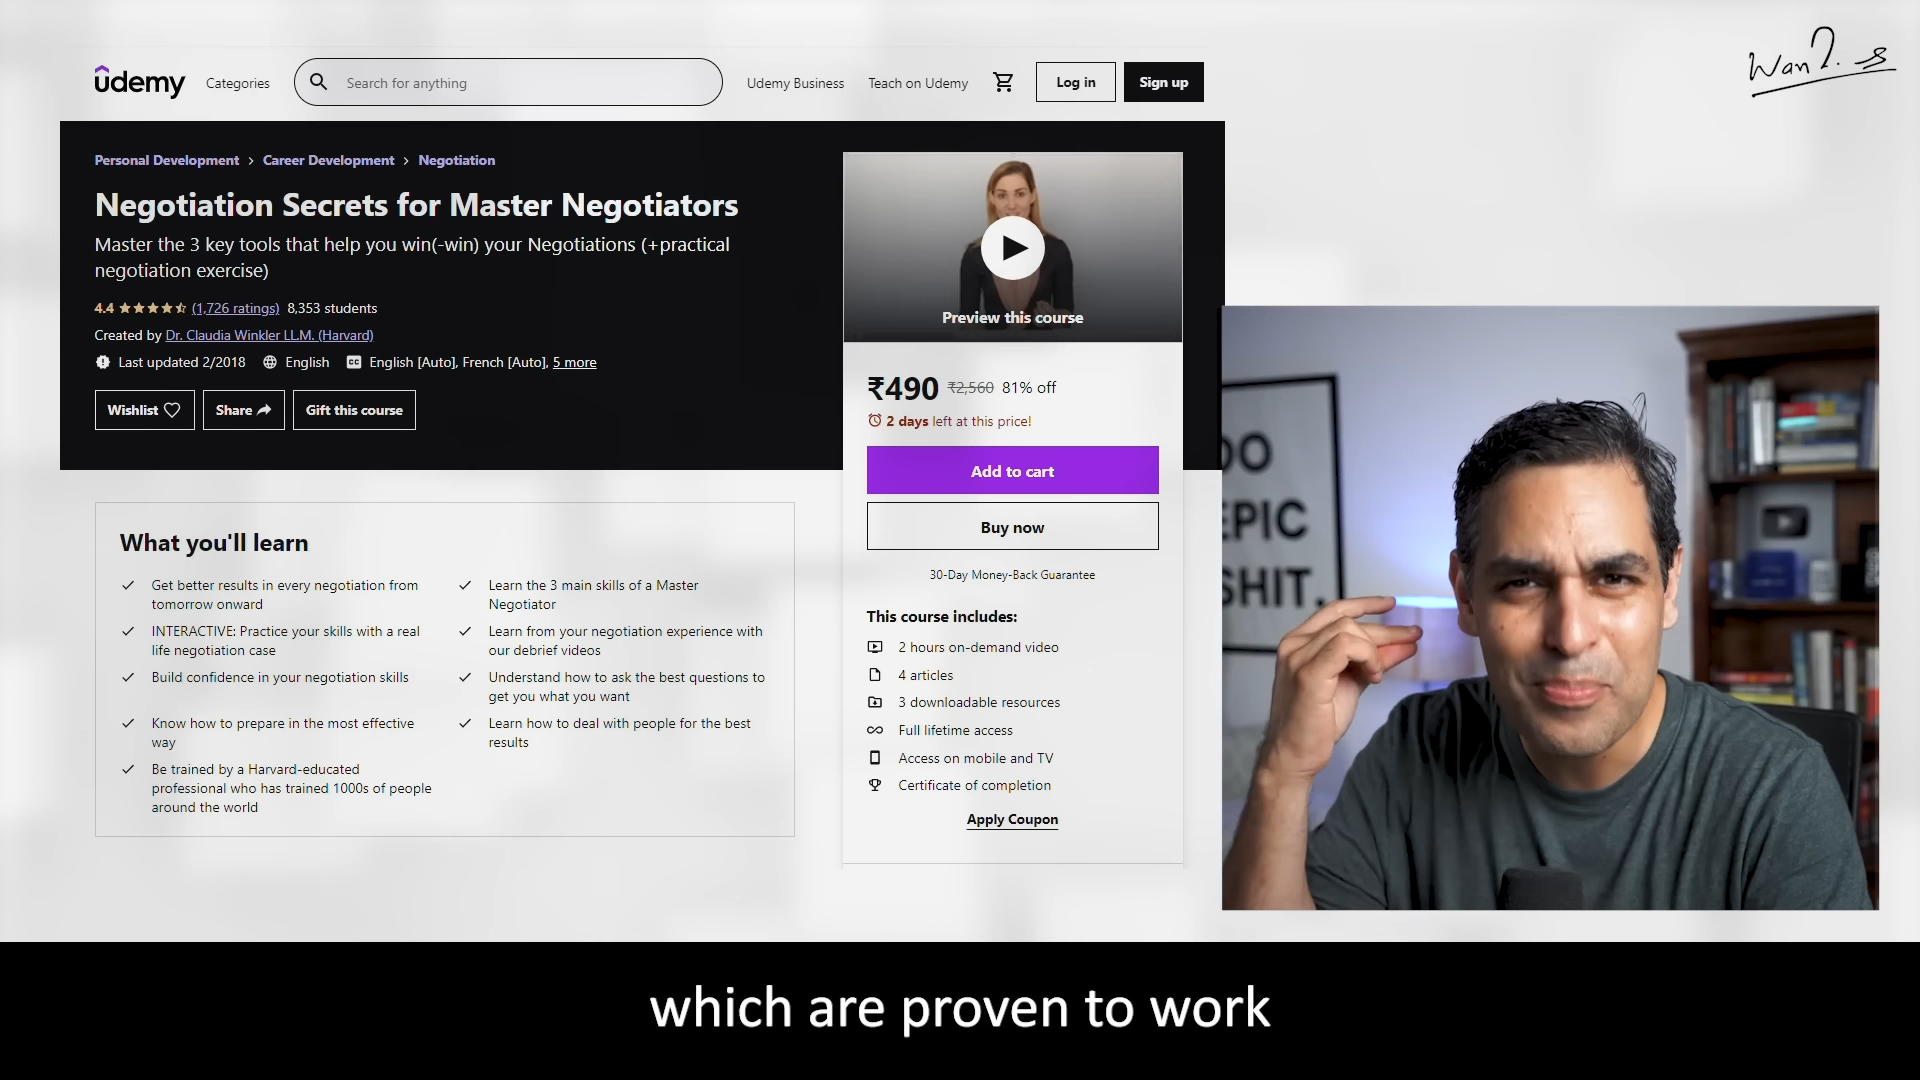 udemy
Categories
Search for anything
Udemy Business
Teach on Udemy
Log in
Sign up
Personal Development > Career Development > Negotiation
Negotiation Secrets for Master Negotiators
Master the 3 key tools that help you win(-win) your Negotiations (+practical
negotiation exercise)
4.4 (1,726 ratings) 8,353 students
Created by Dr. Claudia Winkler LL.M. (Harvard)
Last updated 2/2018 English English [Auto], French [Auto], 5 more
Wishlist
Share
Gift this course
Preview this course
₹490 ₹2,560 81% off
2 days left at this price!
Add to cart
Buy now
30-Day Money-Back Guarantee
This course includes:
2 hours on-demand video
4 articles
3 downloadable resources
Full lifetime access
Access on mobile and TV
Certificate of completion
Apply Coupon
What you'll learn
Get better results in every negotiation from
tomorrow onward
INTERACTIVE: Practice your skills with a real
life negotiation case
Build confidence in your negotiation skills
Know how to prepare in the most effective
way
Be trained by a Harvard-educated
professional who has trained 1000s of people
around the world
Learn the 3 main skills of a Master
Negotiator
Learn from your negotiation experience with
our debrief videos
Understand how to ask the best questions to
get you what you want
Learn how to deal with people for the best
results
DO
EPIC
SHIT.
which are proven to work